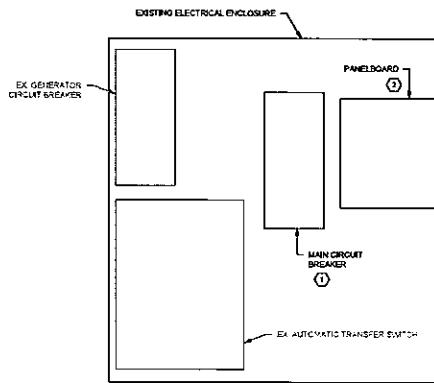 EXISTING ELECTRICAL ENCLOSURE
EX. GENERATOR
CIRCUIT BREAKER
PANELBOARD
2
MAIN CIRCUIT
BREAKER
1
EX. AUTOMATIC TRANSFER SWITCH